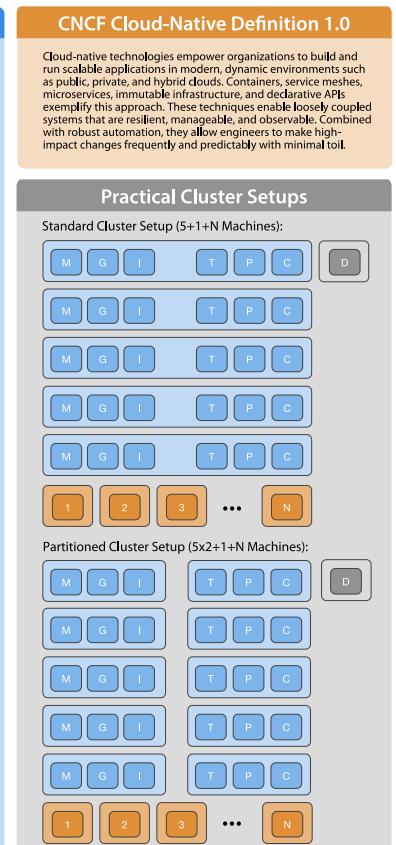 CNCF Cloud-Native Definition 1.0
Cloud-native technologies empower organizations to build and
run scalable applications in modern, dynamic environments such
as public, private, and hybrid clouds. Containers, service meshes,
microservices, immutable infrastructure, and declarative APIs
exemplify this approach. These techniques enable loosely coupled
systems that are resilient, manageable, and observable. Combined
with robust automation, they allow engineers to make high-
impact changes frequently and predictably with minimal toil.
Practical Cluster Setups
Standard Cluster Setup (5+1+N Machines):
M G I T P C D
M G I T P C
M G I T P C
M G I T P C
M G I T P C
1 2 3 ••• N
Partitioned Cluster Setup (5x2+1+N Machines):
M G I T P C D
M G I T P C
M G I T P C
M G I T P C
M G I T P C
1 2 3 ••• N